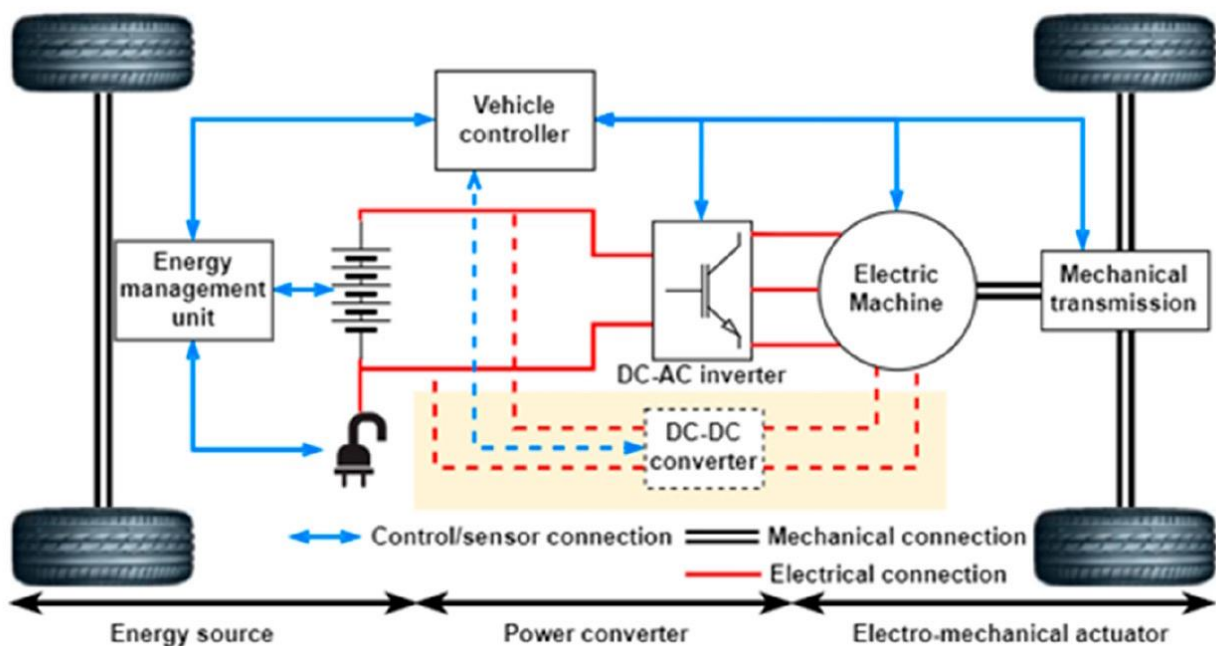 Vehicle
controller
Energy
management
unit
Electric
Machine
Mechanical
transmission
DC-AC inverter
DC-DC
converter
Control/sensor connection
Mechanical connection
Electrical connection
Energy source
Power converter
Electro-mechanical actuator